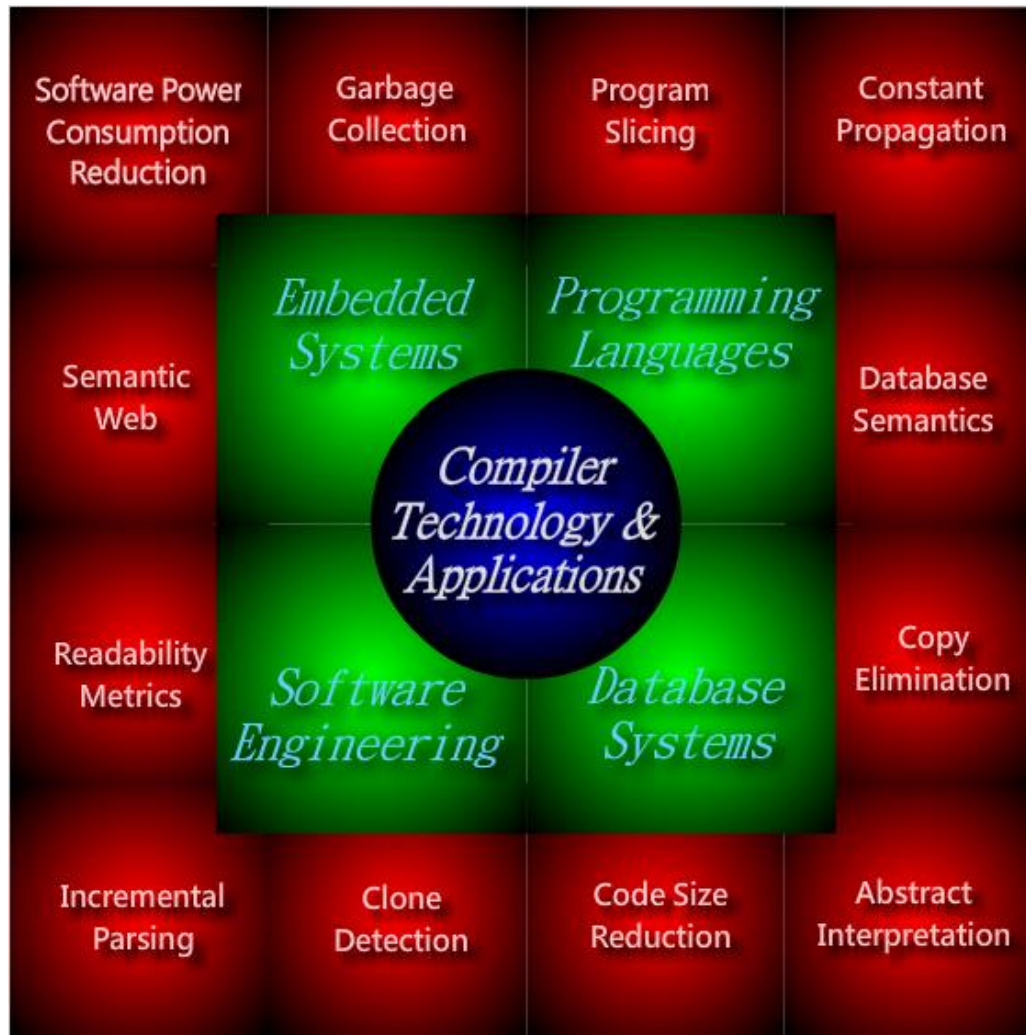 Software Power
Consumption
Reduction
Garbage
Collection
Program
Slicing
Constant
Propagation
Embedded
Systems
Programming
Languages
Semantic
Web
Database
Semantics
Compiler
Technology &
Applications
Readability
Metrics
Software
Engineering
Database
Systems
Copy
Elimination
Incremental
Parsing
Clone
Detection
Code Size
Reduction
Abstract
Interpretation